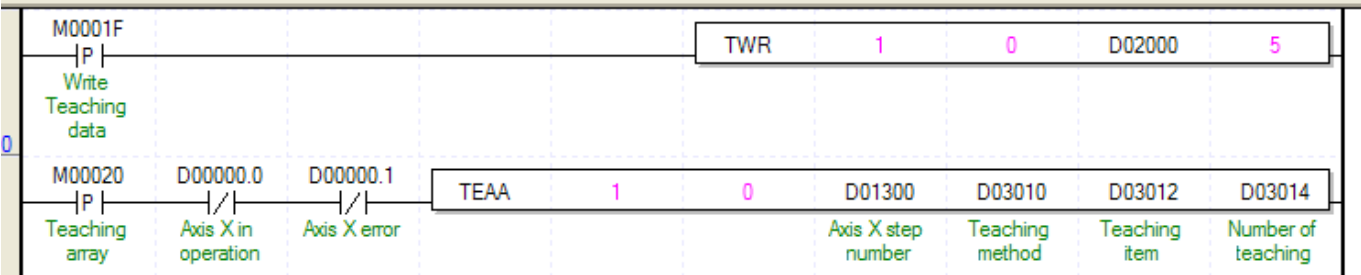 M0001F
P TWR 1 0 D02000 5
Write
Teaching
data
0
M00020 D00000.0 D00000.1
P TEAA 1 0 D01300 D03010 D03012 D03014
Teaching Axis X in Axis X error Axis X step Teaching Teaching Number of
array operation number method item teaching